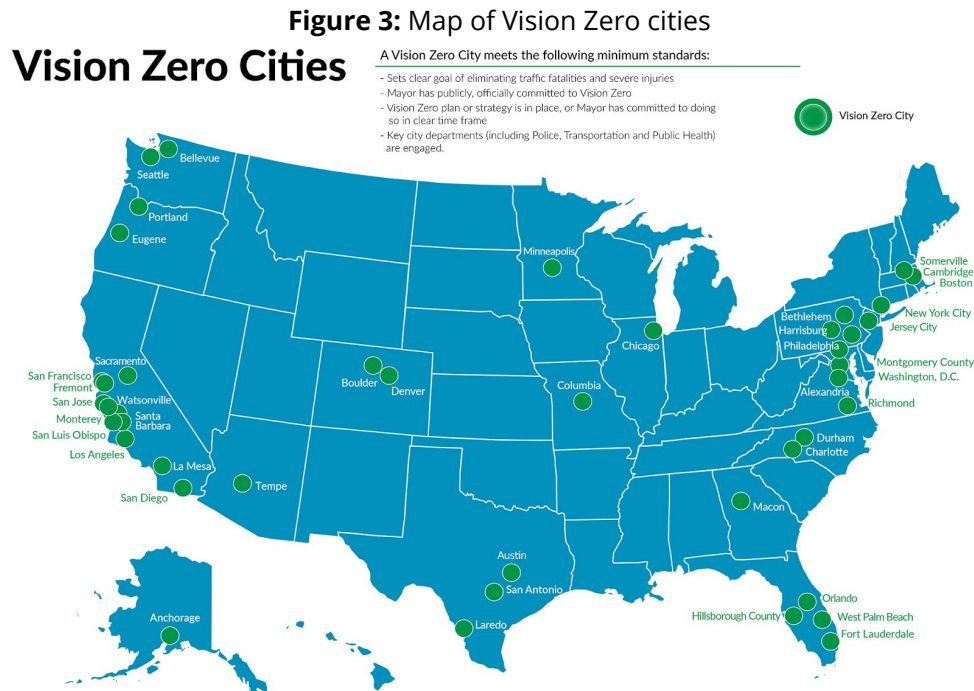 Figure 3: Map of Vision Zero cities
Vision Zero Cities
A Vision Zero City meets the following minimum standards:
- Sets clear goal of eliminating traffic fatalities and severe injuries
- Mayor has publicly, officially committed to Vision Zero
- Vision Zero plan or strategy is in place, or Mayor has committed to doing
so in clear time frame
- Key city departments (including Police, Transportation and Public Health)
are engaged.
Vision Zero City
Bellevue
Seattle
Portland
Eugene
Minneapolis
Somerville
Cambridge
Boston
New York City
Jersey City
Bethlehem
Harrisburg
Philadelphia
Chicago
Montgomery County
Washington, D.C.
Alexandria
Richmond
Sacramento
San Francisco
Fremont
San Jose
Watsonville
Monterey
Santa
Barbara
San Luis Obispo
Los Angeles
Boulder
Denver
Columbia
Durham
Charlotte
La Mesa
San Diego
Tempe
Macon
Austin
San Antonio
Laredo
Orlando
Hillsborough County
West Palm Beach
Fort Lauderdale
Anchorage